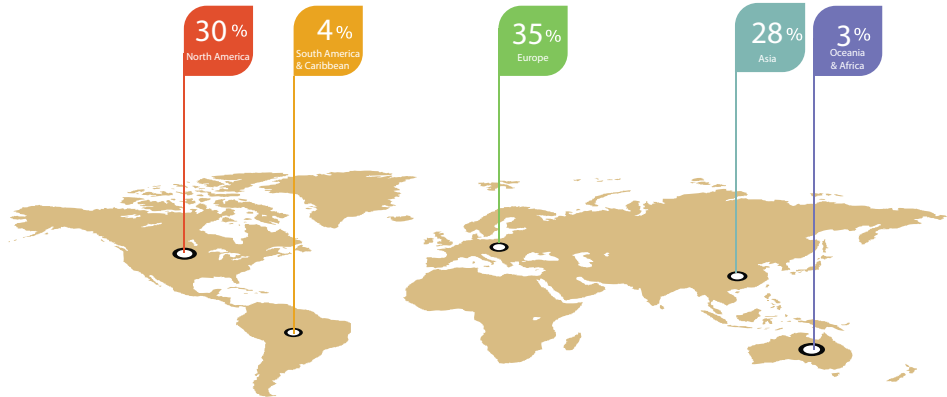 30 %
North America
4 %
South America
& Caribbean
35 %
Europe
28 %
Asia
3 %
Oceania
& Africa